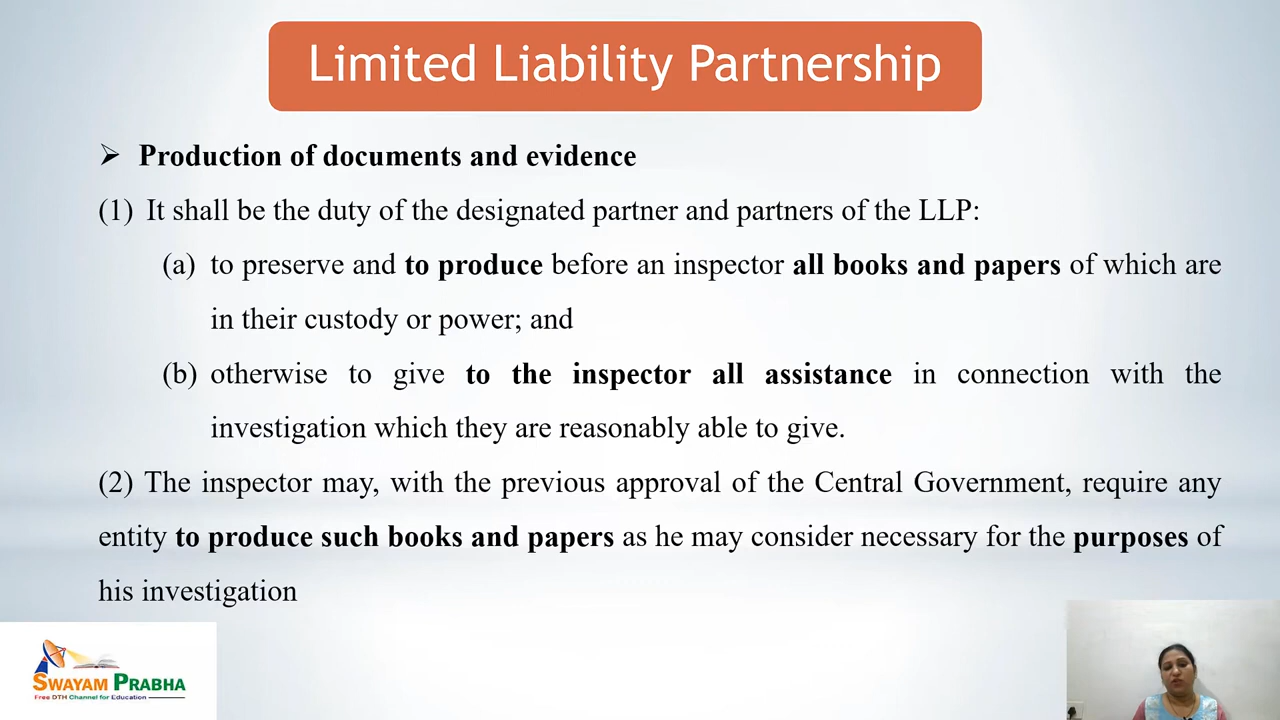 Limited Liability Partnership
➢ Production of documents and evidence
(1) It shall be the duty of the designated partner and partners of the LLP:
(a) to preserve and to produce before an inspector all books and papers of which are
in their custody or power; and
(b) otherwise to give to the inspector all assistance in connection with the
investigation which they are reasonably able to give.
(2) The inspector may, with the previous approval of the Central Government, require any
entity to produce such books and papers as he may consider necessary for the purposes of
his investigation
SWAYAM PRABHA
Free DTH Channel for Education